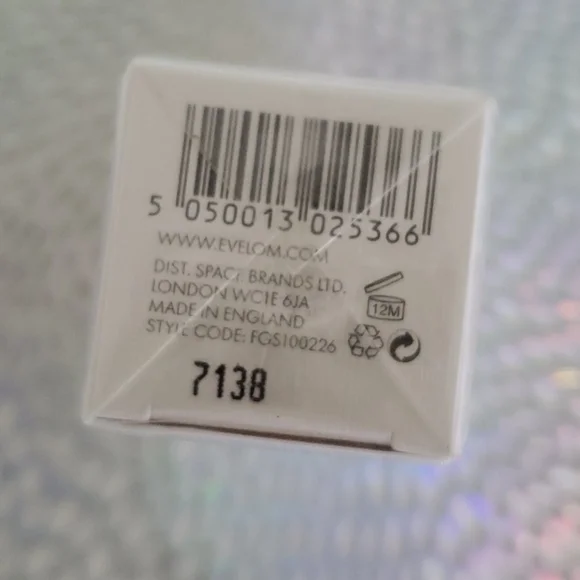 5 050013 025366
WWW.EVELOM.COM
DIST. SPACE BRANDS LTD.
LONDON WC1E 6JA
MADE IN ENGLAND
STYLE CODE: FGS100226
12M
7138